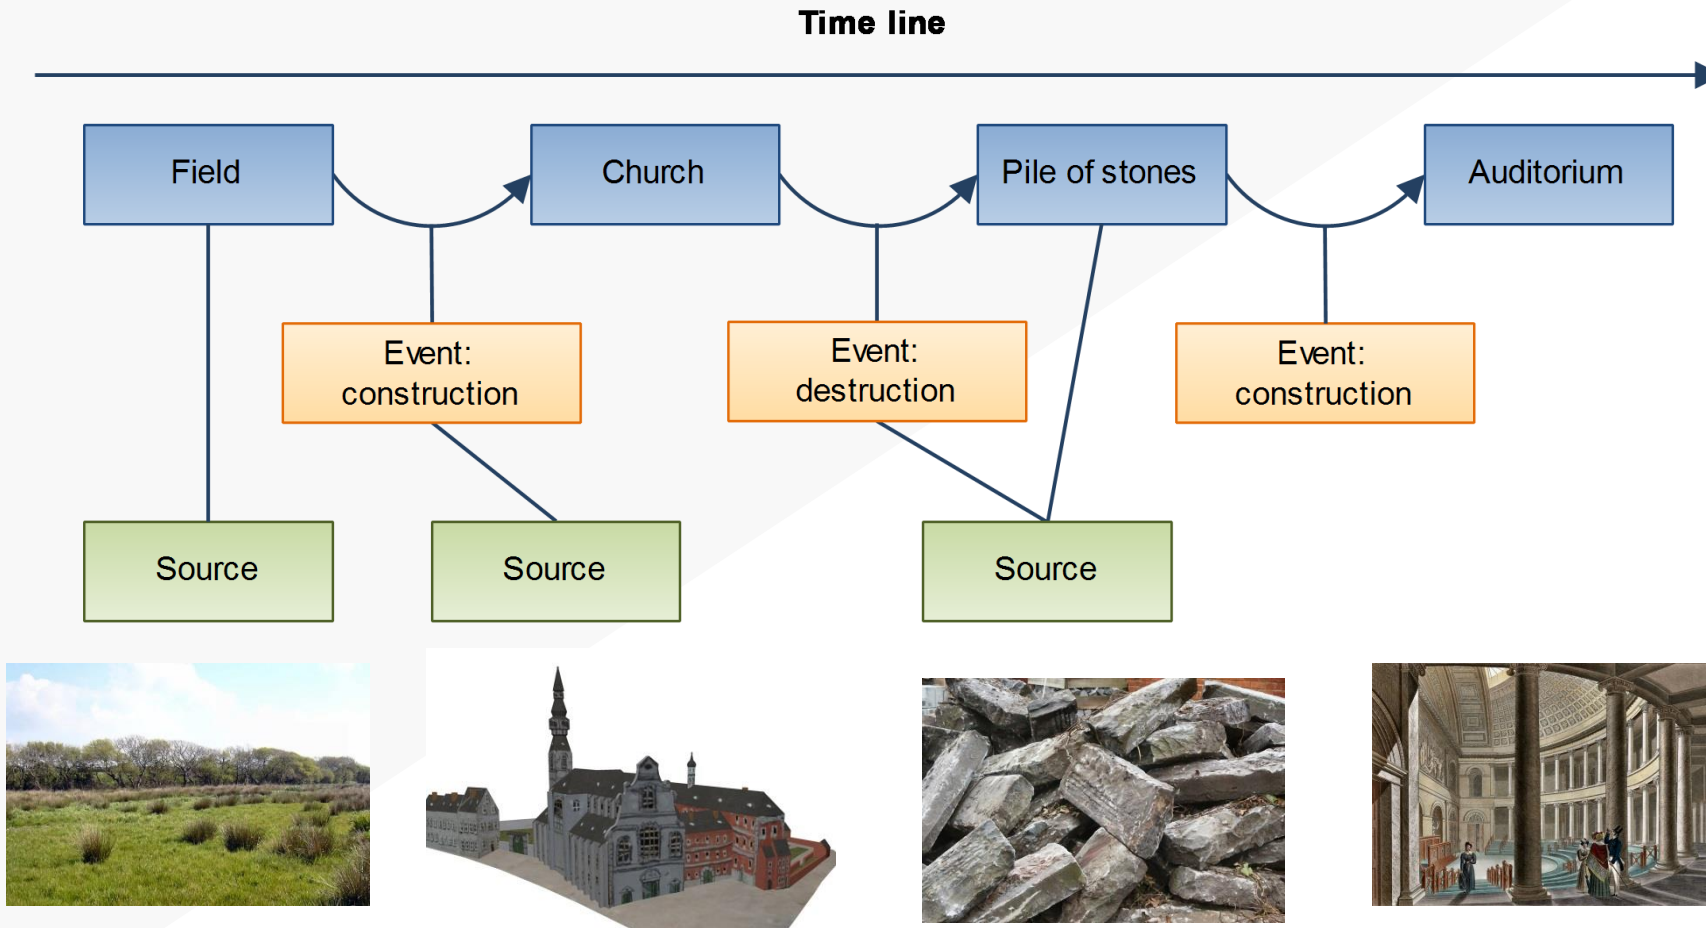 Time line
Field
Church
Pile of stones
Auditorium
Event:
construction
Event:
destruction
Event:
construction
Source
Source
Source